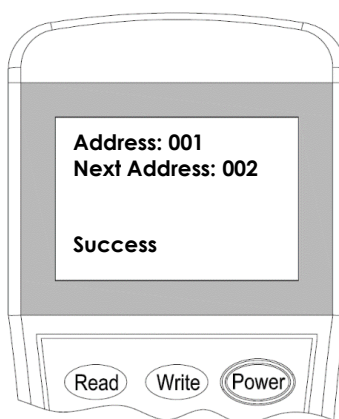 Address: 001
Next Address: 002
Success
Read Write Power